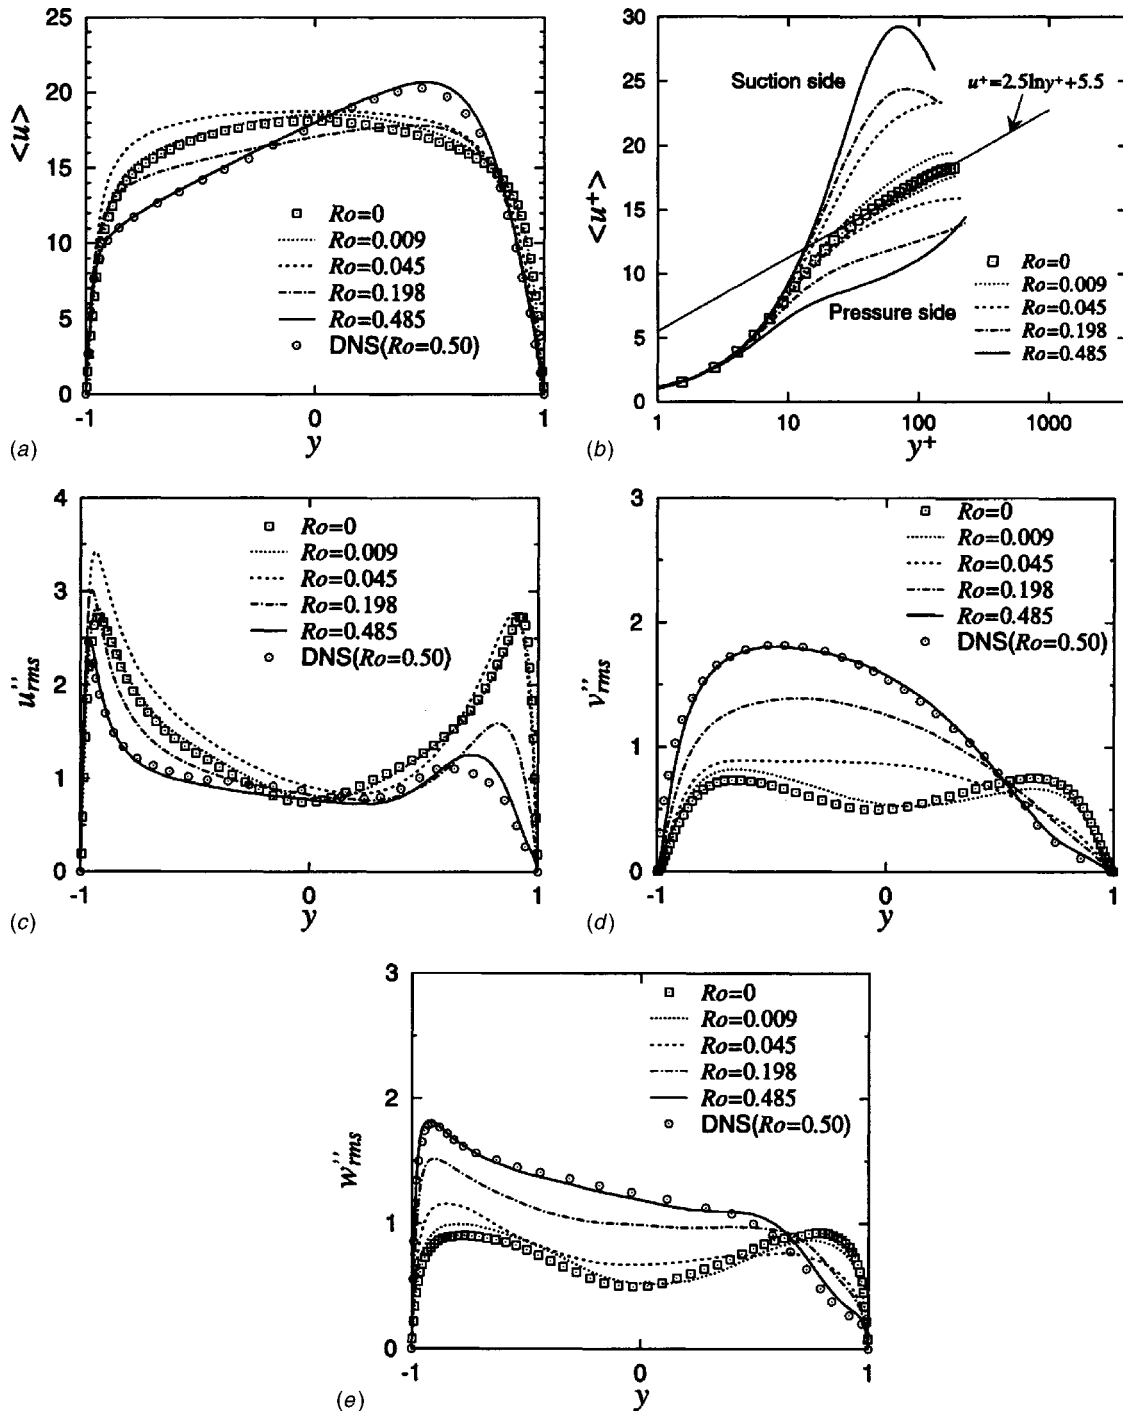 25
20
15
10
5
0
<u>
Ro=0
Ro=0.009
Ro=0.045
Ro=0.198
Ro=0.485
DNS(Ro=0.50)
-1
0
1
y
(a)
30
25
20
15
10
5
0
<u+>
Suction side
u+=2.5lny++5.5
Pressure side
Ro=0
Ro=0.009
Ro=0.045
Ro=0.198
Ro=0.485
1
10
100
1000
y+
(b)
4
3
2
1
0
u''rms
Ro=0
Ro=0.009
Ro=0.045
Ro=0.198
Ro=0.485
DNS(Ro=0.50)
-1
0
1
y
(c)
3
2
1
0
v''rms
Ro=0
Ro=0.009
Ro=0.045
Ro=0.198
Ro=0.485
DNS(Ro=0.50)
-1
0
1
y
(d)
3
2
1
0
w''rms
Ro=0
Ro=0.009
Ro=0.045
Ro=0.198
Ro=0.485
DNS(Ro=0.50)
-1
0
1
y
(e)